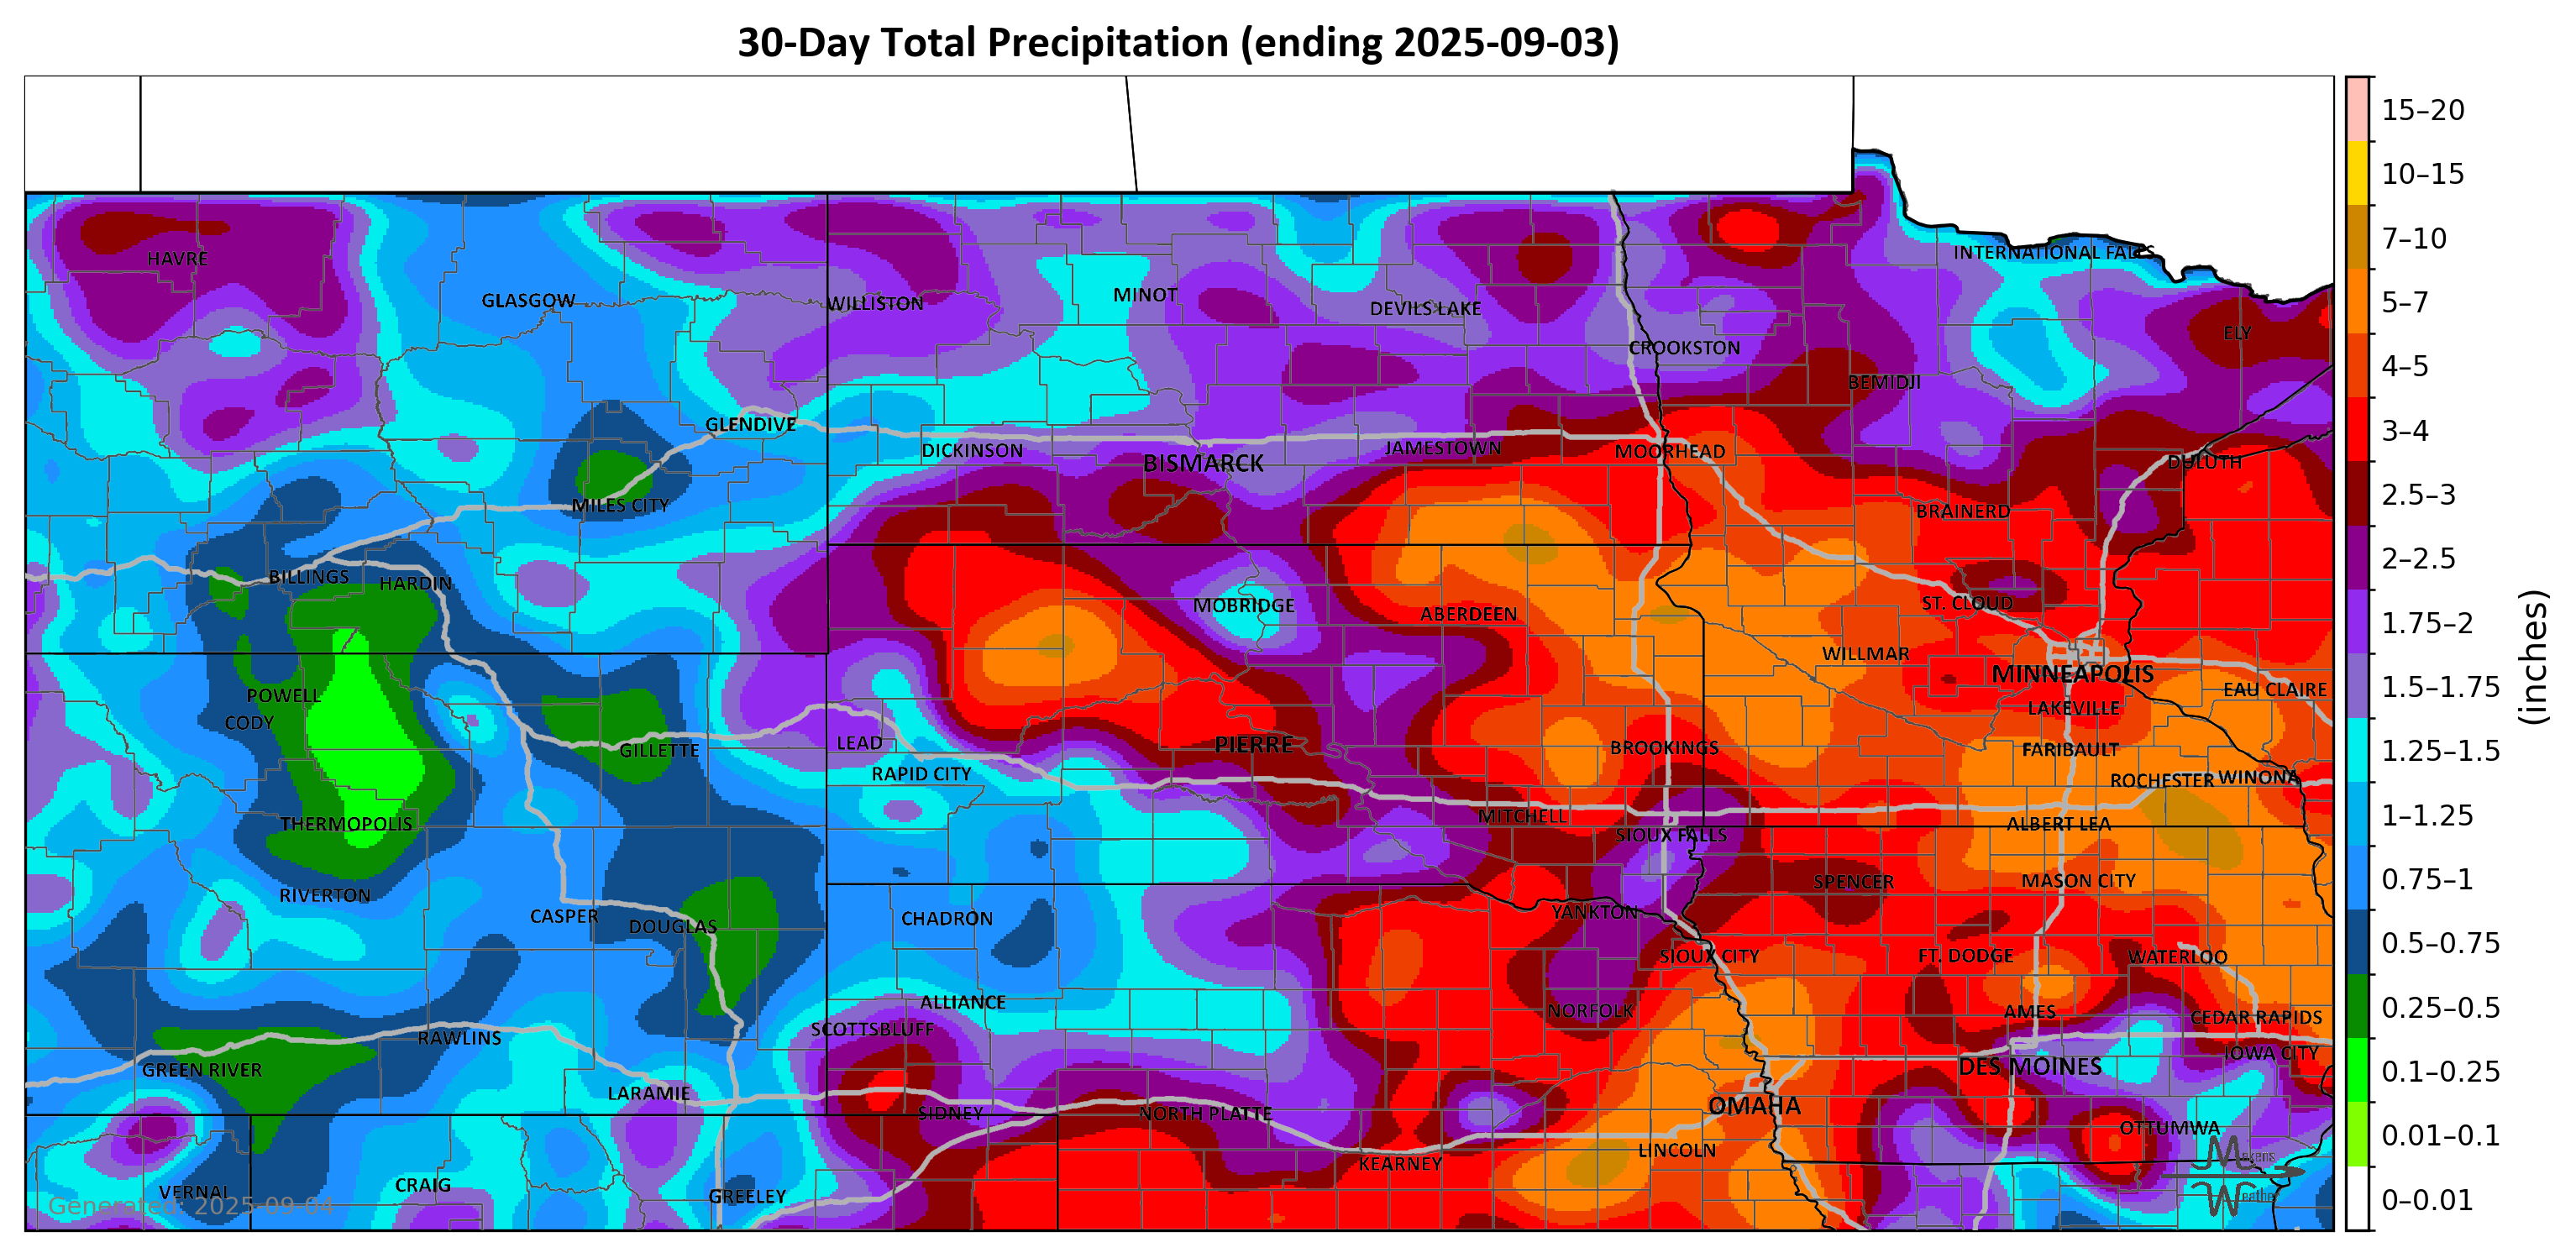 30-Day Total Precipitation (ending 2025-09-03)
15–20
10–15
7–10
5–7
4–5
3–4
2.5–3
2–2.5
1.75–2
1.5–1.75
1.25–1.5
1–1.25
0.75–1
0.5–0.75
0.25–0.5
0.1–0.25
0.01–0.1
0–0.01
(inches)
INTERNATIONAL FALLS
HAVRE
GLASGOW
WILLISTON
MINOT
DEVILS LAKE
ELY
CROOKSTON
BEMIDJI
GLENDIVE
DICKINSON
BISMARCK
JAMESTOWN
MOORHEAD
DULUTH
MILES CITY
BRAINERD
BILLINGS
HARDIN
MOBRIDGE
ABERDEEN
ST. CLOUD
WILLMAR
MINNEAPOLIS
EAU CLAIRE
POWELL
CODY
LAKEVILLE
GILLETTE
LEAD
PIERRE
BROOKINGS
FARIBAULT
RAPID CITY
ROCHESTER
WINONA
THERMOPOLIS
MITCHELL
SIOUX FALLS
ALBERT LEA
RIVERTON
SPENCER
MASON CITY
CASPER
DOUGLAS
CHADRON
YANKTON
SIOUX CITY
FT. DODGE
WATERLOO
ALLIANCE
NORFOLK
AMES
CEDAR RAPIDS
SCOTTSBLUFF
RAWLINS
GREEN RIVER
DES MOINES
IOWA CITY
LARAMIE
SIDNEY
NORTH PLATTE
OMAHA
OTTUMWA
LINCOLN
KEARNEY
VERNAL
CRAIG
GREELEY
Generated: 2025-09-04
Makens
Weather